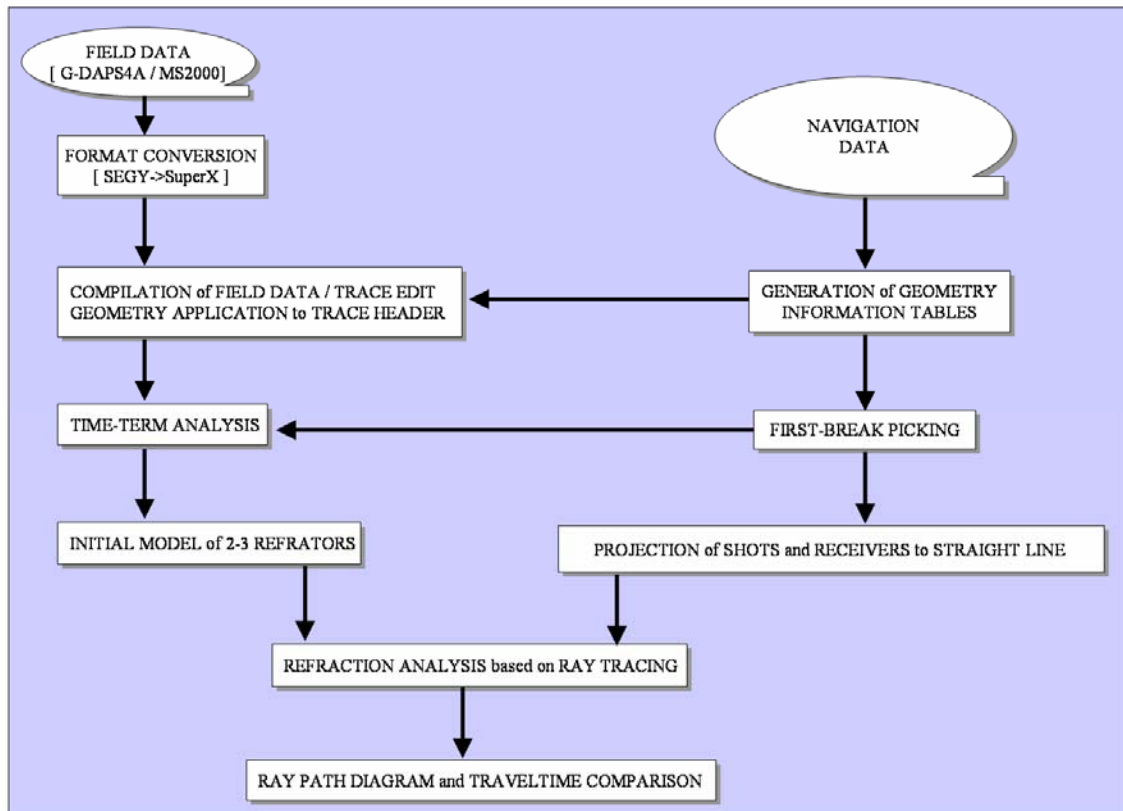 FIELD DATA
[ G-DAPS4A / MS2000]
NAVIGATION
DATA
FORMAT CONVERSION
[ SEGY->SuperX ]
COMPILATION of FIELD DATA / TRACE EDIT
GEOMETRY APPLICATION to TRACE HEADER
GENERATION of GEOMETRY
INFORMATION TABLES
TIME-TERM ANALYSIS
FIRST-BREAK PICKING
INITIAL MODEL of 2-3 REFRATORS
PROJECTION of SHOTS and RECEIVERS to STRAIGHT LINE
REFRACTION ANALYSIS based on RAY TRACING
RAY PATH DIAGRAM and TRAVELTIME COMPARISON